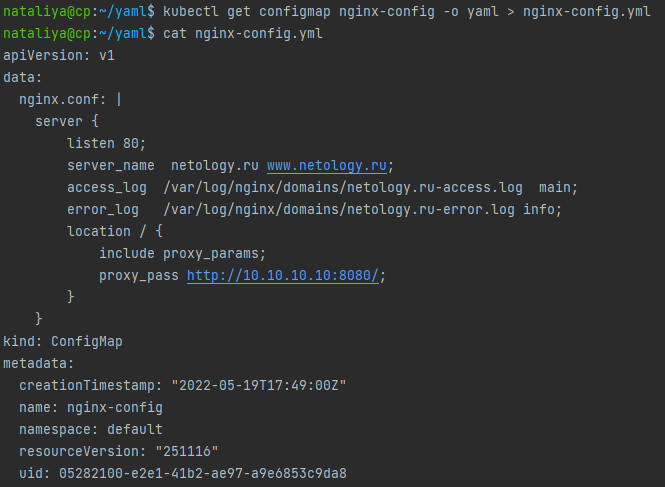 nataliya@cp:~/yaml$ kubectl get configmap nginx-config -o yaml > nginx-config.yml
nataliya@cp:~/yaml$ cat nginx-config.yml
apiVersion: v1
data:
  nginx.conf: |
    server {
        listen 80;
        server_name  netology.ru www.netology.ru;
        access_log  /var/log/nginx/domains/netology.ru-access.log  main;
        error_log   /var/log/nginx/domains/netology.ru-error.log info;
        location / {
            include proxy_params;
            proxy_pass http://10.10.10.10:8080/;
        }
    }
kind: ConfigMap
metadata:
  creationTimestamp: "2022-05-19T17:49:00Z"
  name: nginx-config
  namespace: default
  resourceVersion: "251116"
  uid: 05282100-e2e1-41b2-ae97-a9e6853c9da8